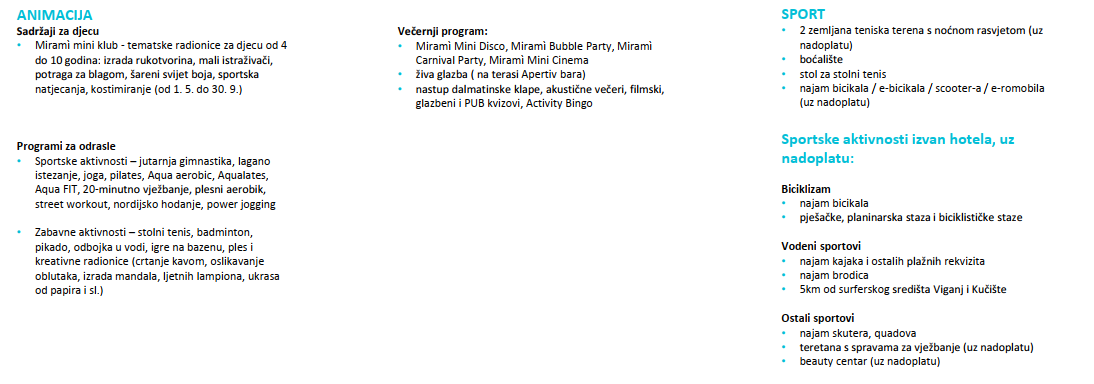 ANIMACIJA
Sadržaji za djecu
• Miramì mini klub - tematske radionice za djecu od 4
do 10 godina: izrada rukotvorina, mali istraživači,
potraga za blagom, šareni svijet boja, sportska
natjecanja, kostimiranje (od 1. 5. do 30. 9.)
Programi za odrasle
• Sportske aktivnosti – jutarnja gimnastika, lagano
istezanje, joga, pilates, Aqua aerobic, Aqualates,
Aqua FIT, 20-minutno vježbanje, plesni aerobik,
street workout, nordijsko hodanje, power jogging
• Zabavne aktivnosti – stolni tenis, badminton,
pikado, odbojka u vodi, igre na bazenu, ples i
kreativne radionice (crtanje kavom, oslikavanje
oblutaka, izrada mandala, ljetnih lampiona, ukrasa
od papira i sl.)
Večernji program:
• Miramì Mini Disco, Miramì Bubble Party, Miramì
Carnival Party, Miramì Mini Cinema
• živa glazba ( na terasi Apertiv bara)
• nastup dalmatinske klape, akustične večeri, filmski,
glazbeni i PUB kvizovi, Activity Bingo
SPORT
• 2 zemljana teniska terena s noćnom rasvjetom (uz
nadoplatu)
• boćalište
• stol za stolni tenis
• najam bicikala / e-bicikala / scooter-a / e-romobila
(uz nadoplatu)
Sportske aktivnosti izvan hotela, uz
nadoplatu:
Biciklizam
• najam bicikala
• pješačke, planinarska staza i biciklističke staze
Vodeni sportovi
• najam kajaka i ostalih plažnih rekvizita
• najam brodica
• 5km od surferskog središta Viganj i Kučište
Ostali sportovi
• najam skutera, quadova
• teretana s spravama za vježbanje (uz nadoplatu)
• beauty centar (uz nadoplatu)